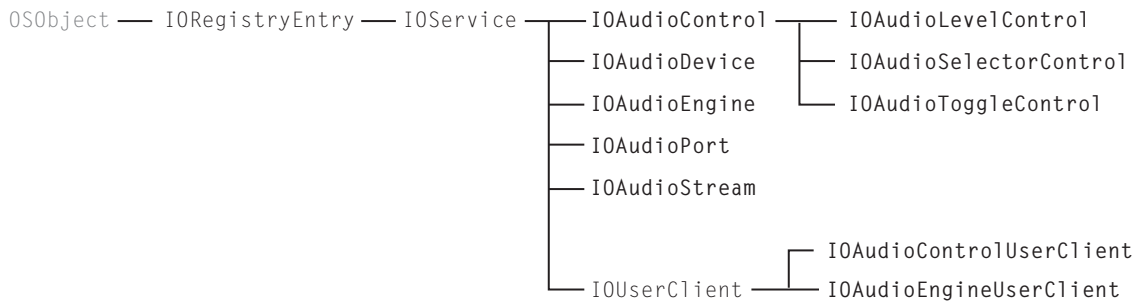 OSObject IORegistryEntry IOService IOAudioControl IOAudioLevelControl
IOAudioDevice IOAudioSelectorControl
IOAudioEngine IOAudioToggleControl
IOAudioPort
IOAudioStream
IOAudioControlUserClient
IOUserClient IOAudioEngineUserClient